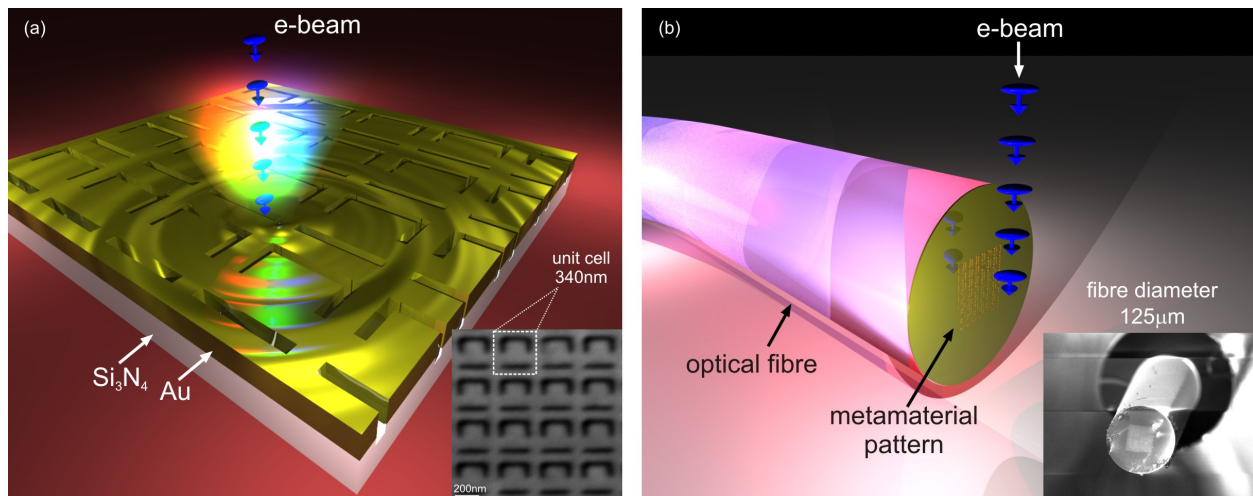 (a)
e-beam
unit cell
340nm
Si₃N₄
Au
200nm
(b)
e-beam
fibre diameter
125μm
optical fibre
metamaterial
pattern